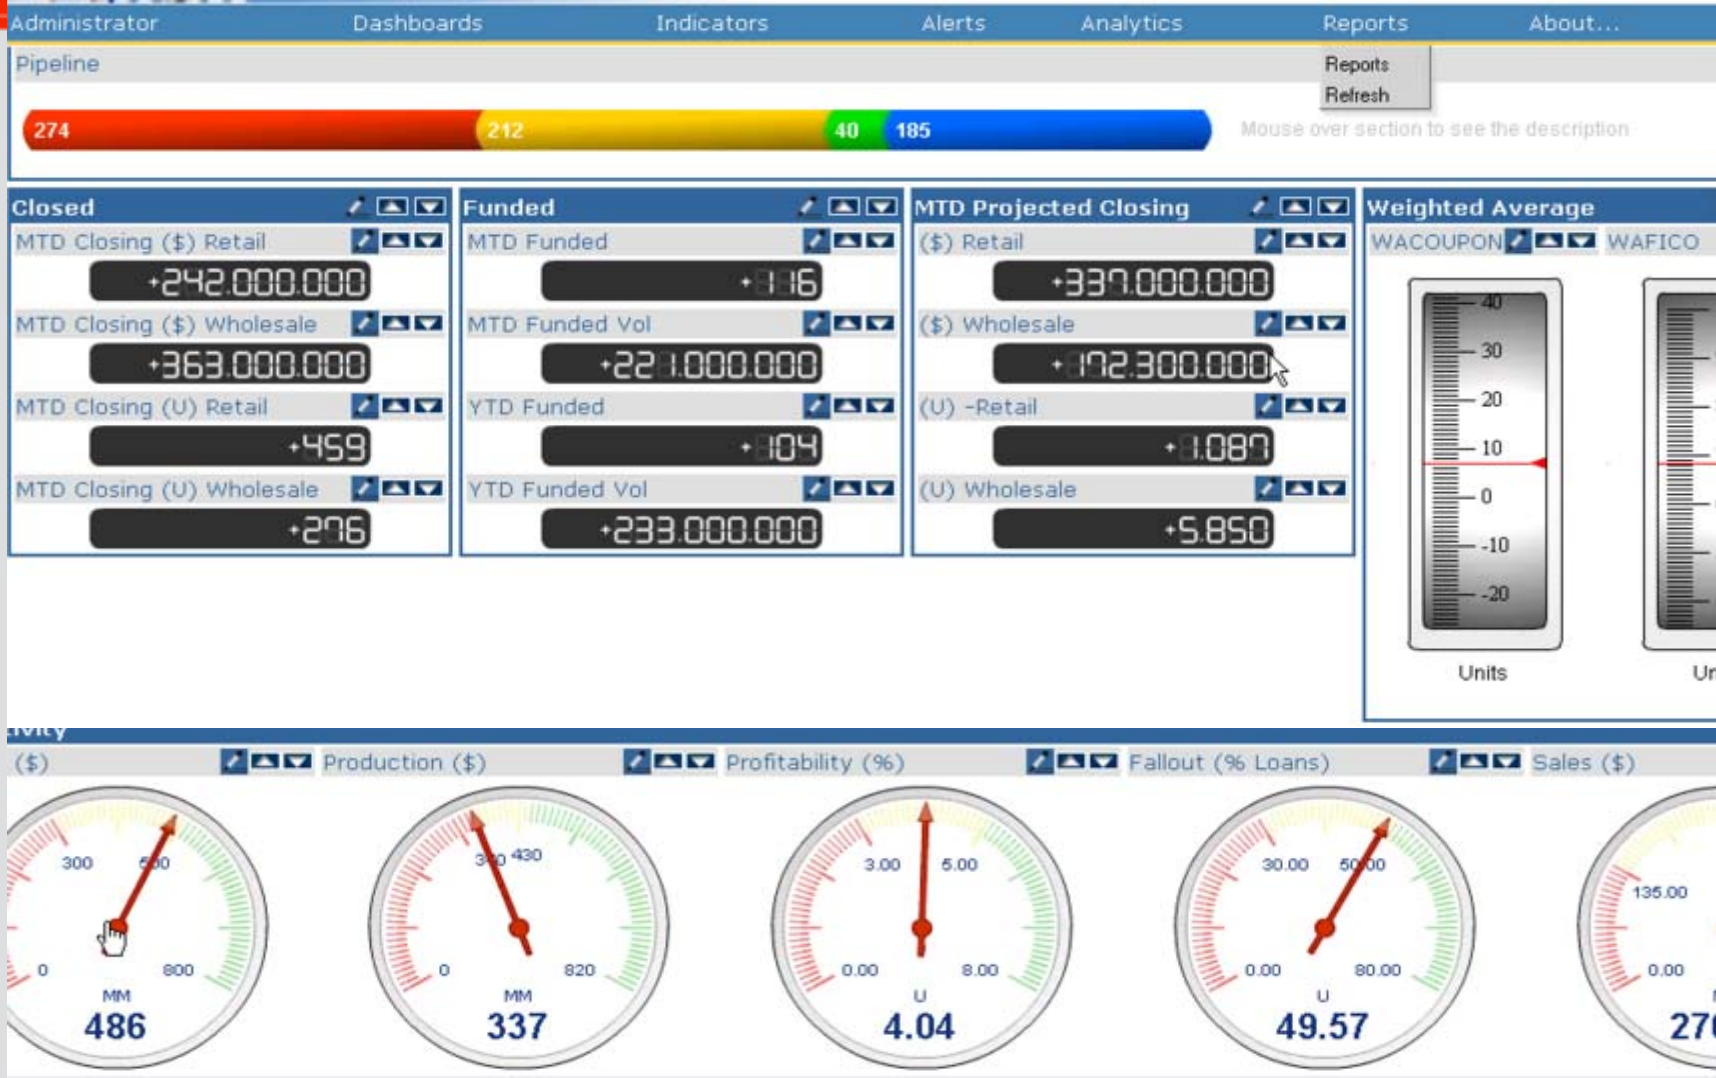 Administrator Dashboards Indicators Alerts Analytics Reports About...
Pipeline
Reports
Refresh
274 212 40 185 Mouse over section to see the description
Closed Funded MTD Projected Closing Weighted Average
MTD Closing ($) Retail MTD Funded ($) Retail WACOUPON WAFICO
+242.000.000 +116 +337.000.000
MTD Closing ($) Wholesale MTD Funded Vol ($) Wholesale
+363.000.000 +221.000.000 +172.300.000
MTD Closing (U) Retail YTD Funded (U) -Retail
+459 +104 +1.087
MTD Closing (U) Wholesale YTD Funded Vol (U) Wholesale
+276 +233.000.000 +5.850
40
30
20
10
0
-10
-20
Units
($) Production ($) Profitability (%) Fallout (% Loans) Sales ($)
300 500 430 3.00 5.00 30.00 50.00 135.00
0 800 0 820 0.00 8.00 0.00 80.00 0.00
MM MM U U
486 337 4.04 49.57